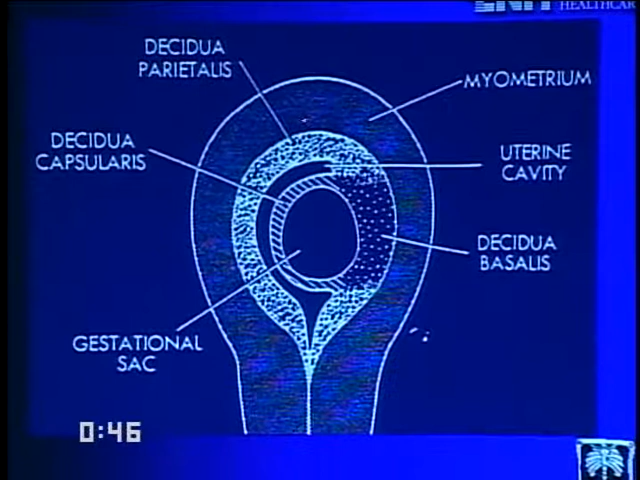 HEALTHCAR
DECIDUA
PARIETALIS
MYOMETRIUM
DECIDUA
CAPSULARIS
UTERINE
CAVITY
DECIDUA
BASALIS
GESTATIONAL
SAC
0:46